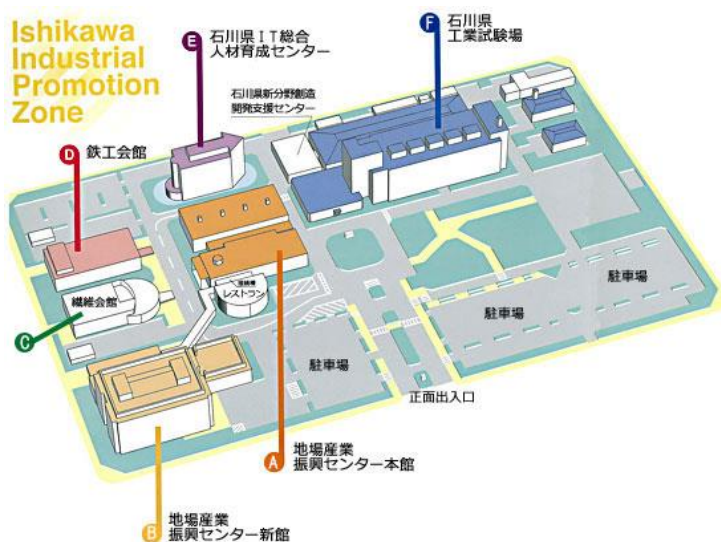 Ishikawa
Industrial
Promotion
Zone
E
石川県IT総合
人材育成センター
F
石川県
工業試験場
石川県新分野創造
開発支援センター
D
鉄工会館
繊維会館
C
レストラン
駐車場
駐車場
駐車場
正面出入口
A
地場産業
振興センター本館
B
地場産業
振興センター新館